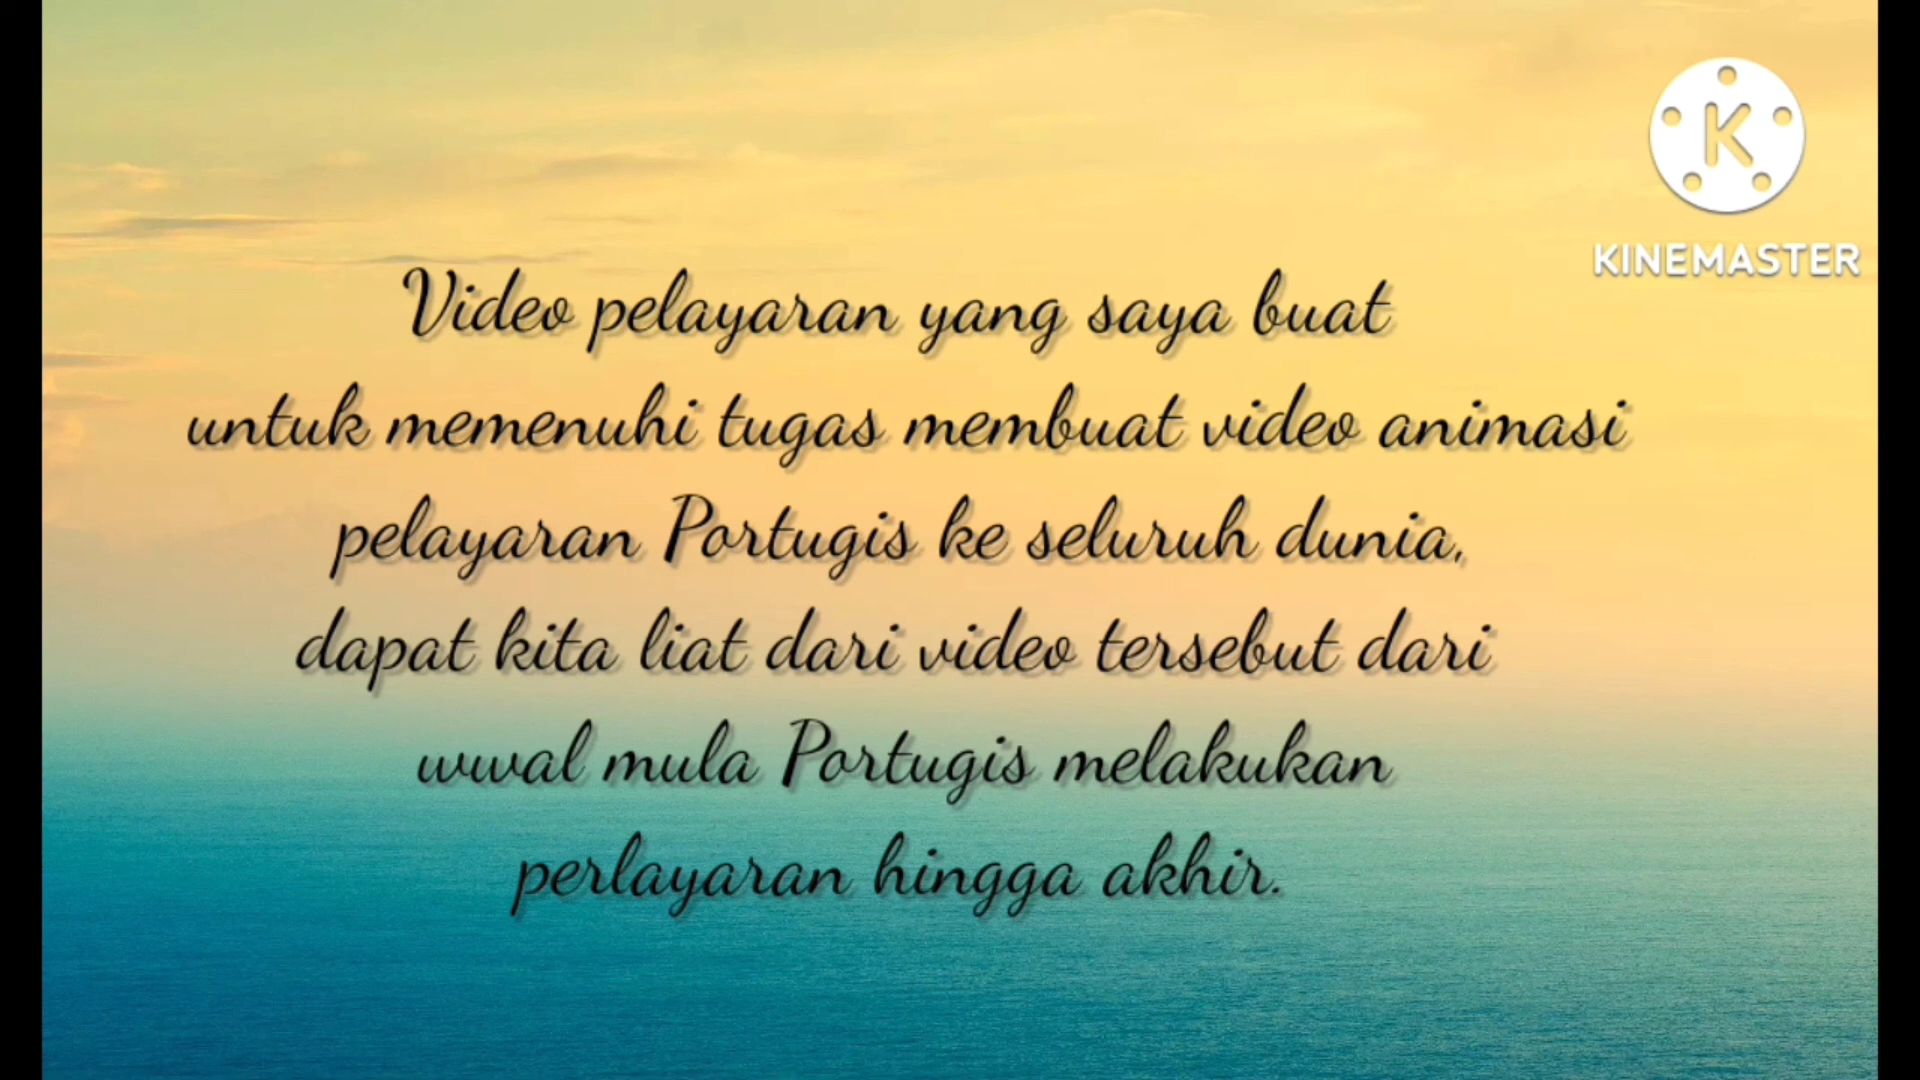 KINEMASTER
Video pelayaran yang saya buat
untuk memenuhi tugas membuat video animasi
pelayaran Portugis ke seluruh dunia,
dapat kita liat dari video tersebut dari
wwal mula Portugis melakukan
perlayaran hingga akhir.